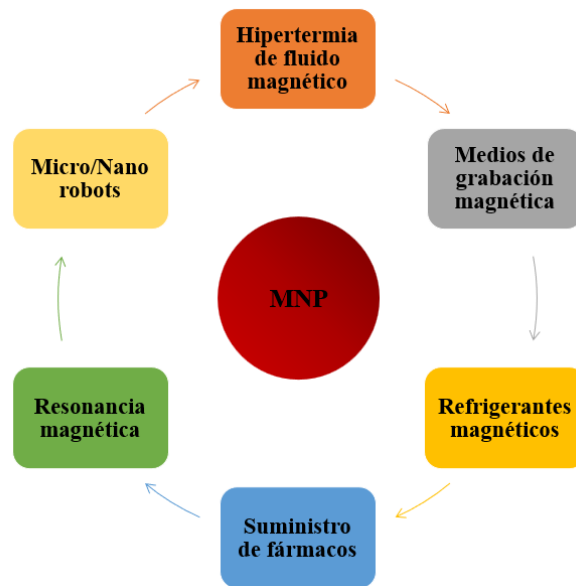 Hipertermia
de fluido
magnético
Medios de
grabación
magnética
Refrigerantes
magnéticos
Suministro
de fármacos
Resonancia
magnética
Micro/Nano
robots
MNP